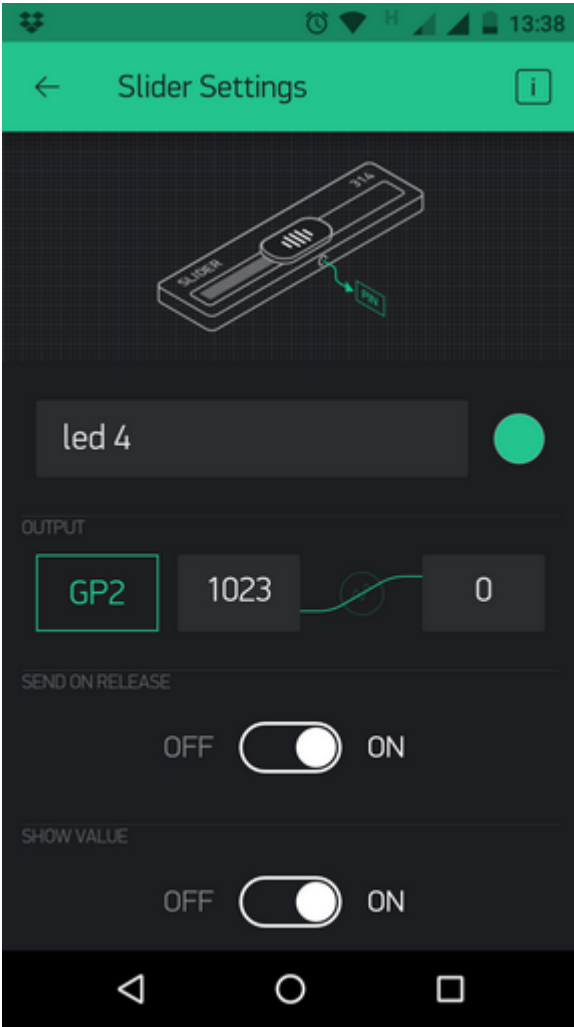 H 13:38
Slider Settings
i
314
SLIDER
PIN
led 4
OUTPUT
GP2 1023 0
SEND ON RELEASE
OFF ON
SHOW VALUE
OFF ON